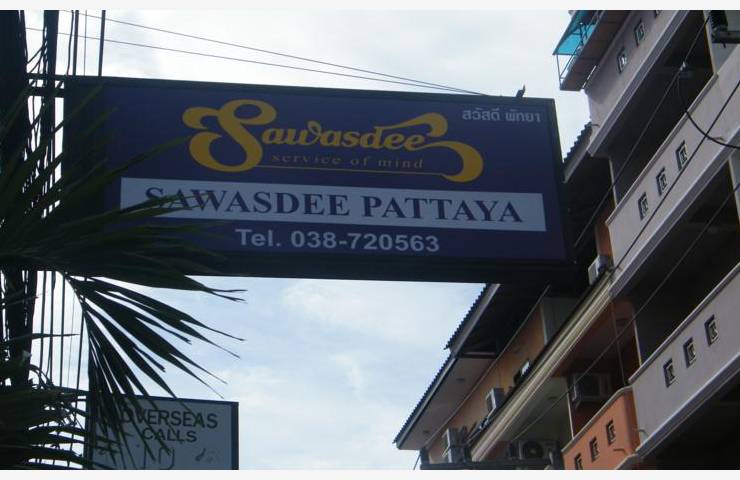 สวัสดี พัทยา
Sawasdee
service of mind
SAWASDEE PATTAYA
Tel. 038-720563
OVERSEAS
CALLS